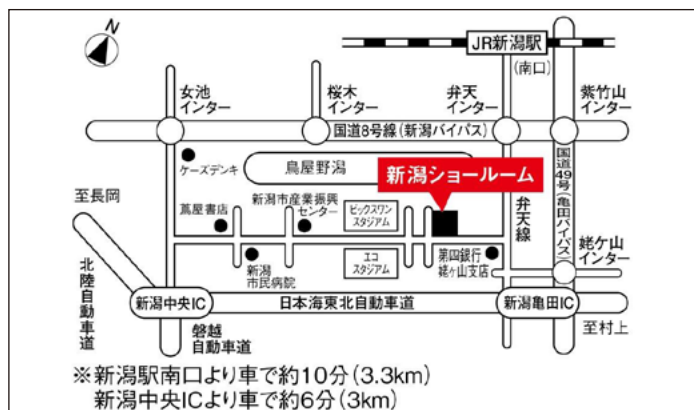 N
JR新潟駅
(南口)
女池
インター
桜木
インター
弁天
インター
紫竹山
インター
国道8号線(新潟バイパス)
ケーズデンキ
鳥屋野潟
新潟ショールーム
国道49号(亀田バイパス)
弁天線
至長岡
蔦屋書店
新潟市産業振興
センター
ビックスワン
スタジアム
エコ
スタジアム
第四銀行
姥ヶ山支店
姥ケ山
インター
新潟
市民病院
北陸自動車道
新潟中央IC
日本海東北自動車道
新潟亀田IC
磐越
自動車道
至村上
※新潟駅南口より車で約10分(3.3km)
新潟中央ICより車で約6分(3km)